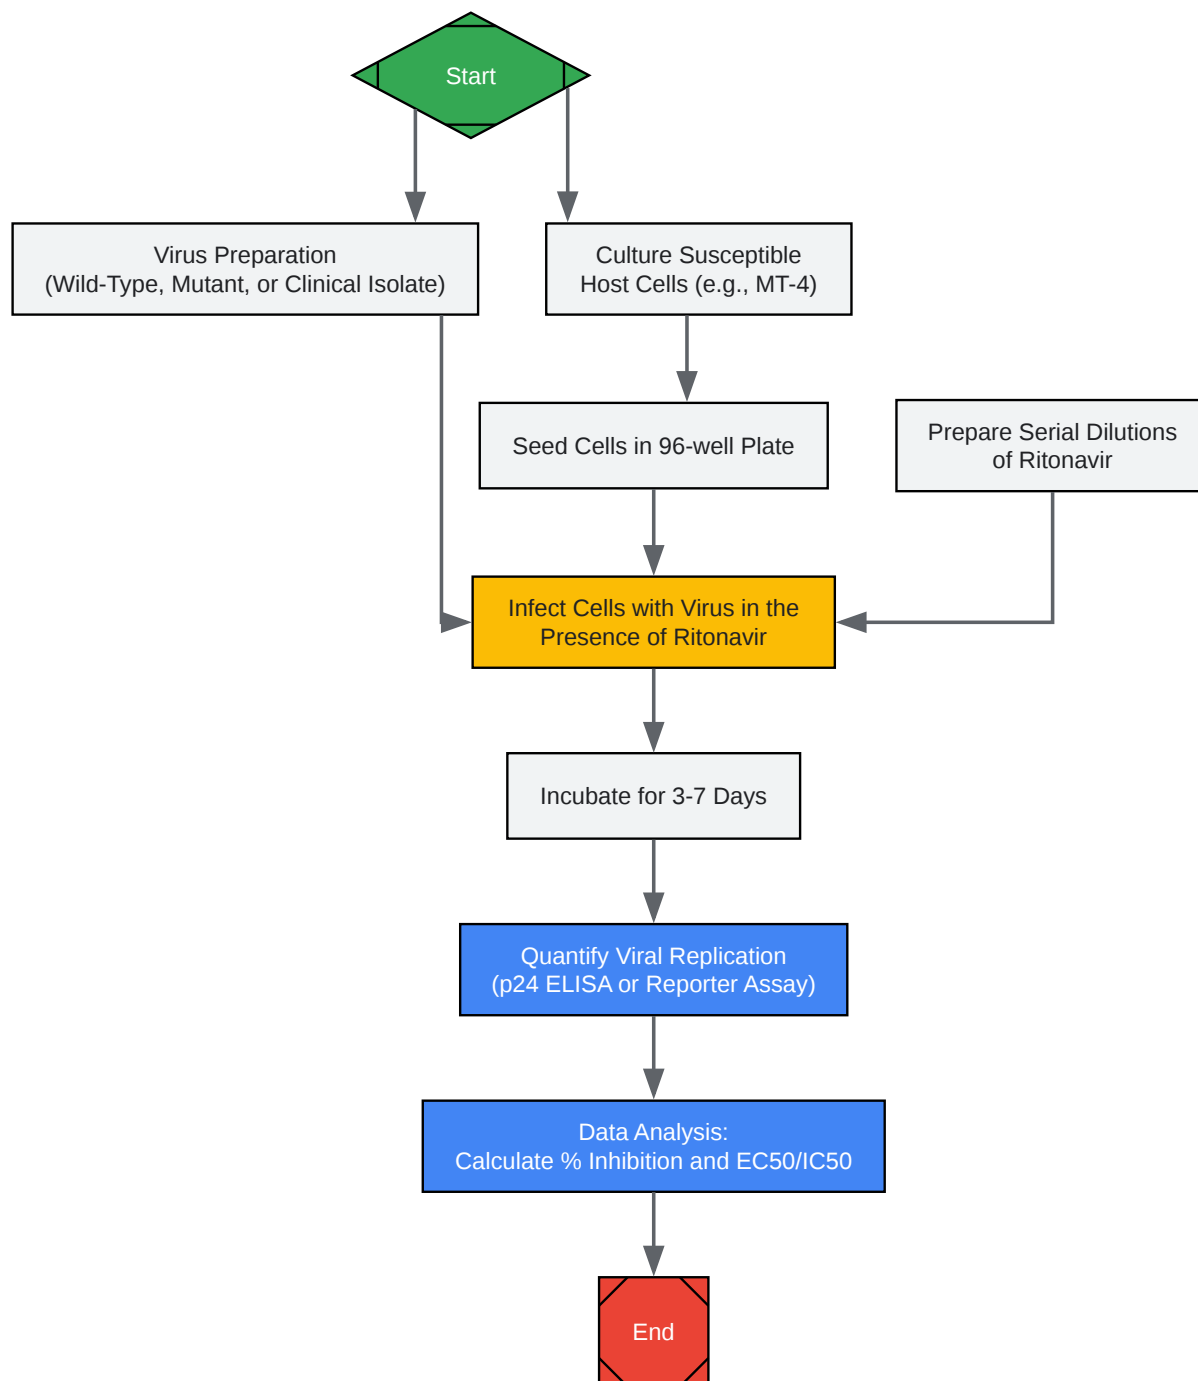 Start
Virus Preparation
(Wild-Type, Mutant, or Clinical Isolate)
Culture Susceptible
Host Cells (e.g., MT-4)
Seed Cells in 96-well Plate
Prepare Serial Dilutions
of Ritonavir
Infect Cells with Virus in the
Presence of Ritonavir
Incubate for 3-7 Days
Quantify Viral Replication
(p24 ELISA or Reporter Assay)
Data Analysis:
Calculate % Inhibition and EC50/IC50
End